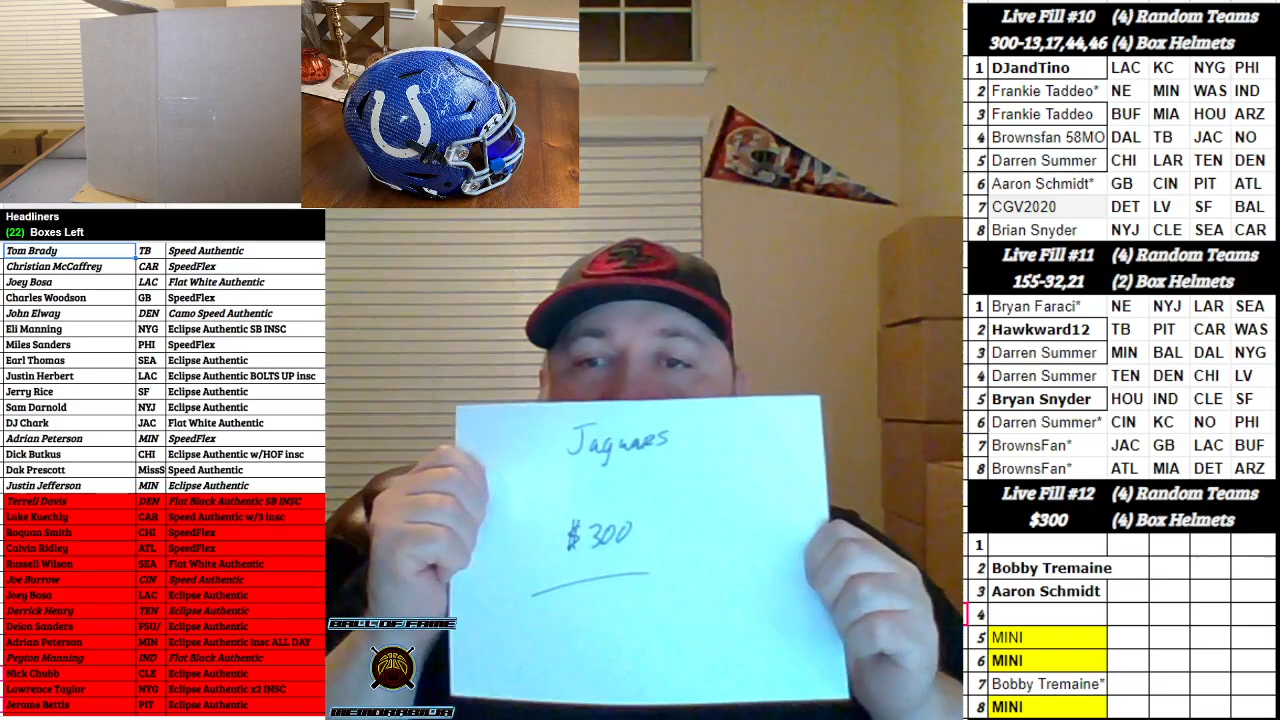 Headliners
(22) Boxes Left
Tom Brady TB Speed Authentic
Christian McCaffrey CAR SpeedFlex
Joey Bosa LAC Flat White Authentic
Charles Woodson GB SpeedFlex
John Elway DEN Camo Speed Authentic
Eli Manning NYG Eclipse Authentic SB INSC
Miles Sanders PHI SpeedFlex
Earl Thomas SEA Eclipse Authentic
Justin Herbert LAC Eclipse Authentic BOLTS UP insc
Jerry Rice SF Eclipse Authentic
Sam Darnold NYJ Eclipse Authentic
DJ Chark JAC Flat White Authentic
Adrian Peterson MIN SpeedFlex
Dick Butkus CHI Eclipse Authentic w/HOF insc
Dak Prescott MissS Speed Authentic
Justin Jefferson MIN Eclipse Authentic
Terrell Davis DEN Flat Black Authentic SB INSC
Luke Kuechly CAR Speed Authentic w/3 insc
Roquan Smith CHI SpeedFlex
Calvin Ridley ATL SpeedFlex
Russell Wilson SEA Flat White Authentic
Joe Burrow CIN Speed Authentic
Joey Bosa LAC Eclipse Authentic
Derrick Henry TEN Eclipse Authentic
Deion Sanders FSU/ Eclipse Authentic
Adrian Peterson MIN Eclipse Authentic insc ALL DAY
Peyton Manning IND Flat Black Authentic
Nick Chubb CLE Eclipse Authentic
Lawrence Taylor NYG Eclipse Authentic x2 INSC
Jerome Bettis PIT Eclipse Authentic
Jaguars
$300
BALL OF FAME
MEMORABILIA
Live Fill #10 (4) Random Teams
300-13,17,44,46 (4) Box Helmets
1 DJandTino LAC KC NYG PHI
2 Frankie Taddeo* NE MIN WAS IND
3 Frankie Taddeo BUF MIA HOU ARZ
4 Brownsfan 58MO DAL TB JAC NO
5 Darren Summer CHI LAR TEN DEN
6 Aaron Schmidt* GB CIN PIT ATL
7 CGV2020 DET LV SF BAL
8 Brian Snyder NYJ CLE SEA CAR
Live Fill #11 (4) Random Teams
155-32,21 (2) Box Helmets
1 Bryan Faraci* NE NYJ LAR SEA
2 Hawkward12 TB PIT CAR WAS
3 Darren Summer MIN BAL DAL NYG
4 Darren Summer TEN DEN CHI LV
5 Bryan Snyder HOU IND CLE SF
6 Darren Summer* CIN KC NO PHI
7 BrownsFan* JAC GB LAC BUF
8 BrownsFan* ATL MIA DET ARZ
Live Fill #12 (4) Random Teams
$300 (4) Box Helmets
1
2 Bobby Tremaine
3 Aaron Schmidt
4
5 MINI
6 MINI
7 Bobby Tremaine*
8 MINI